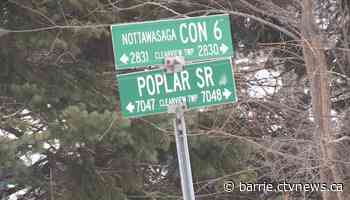 NOTTAWASAGA CON 6
2831 CLEARVIEW TWP 2830
POPLAR SR
7047 CLEARVIEW TWP 7048
barrie.ctvnews.ca